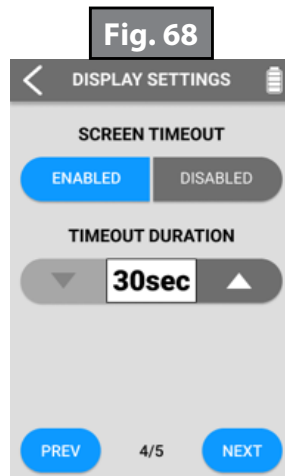 Fig. 68
DISPLAY SETTINGS
SCREEN TIMEOUT
ENABLED DISABLED
TIMEOUT DURATION
30sec
PREV 4/5 NEXT